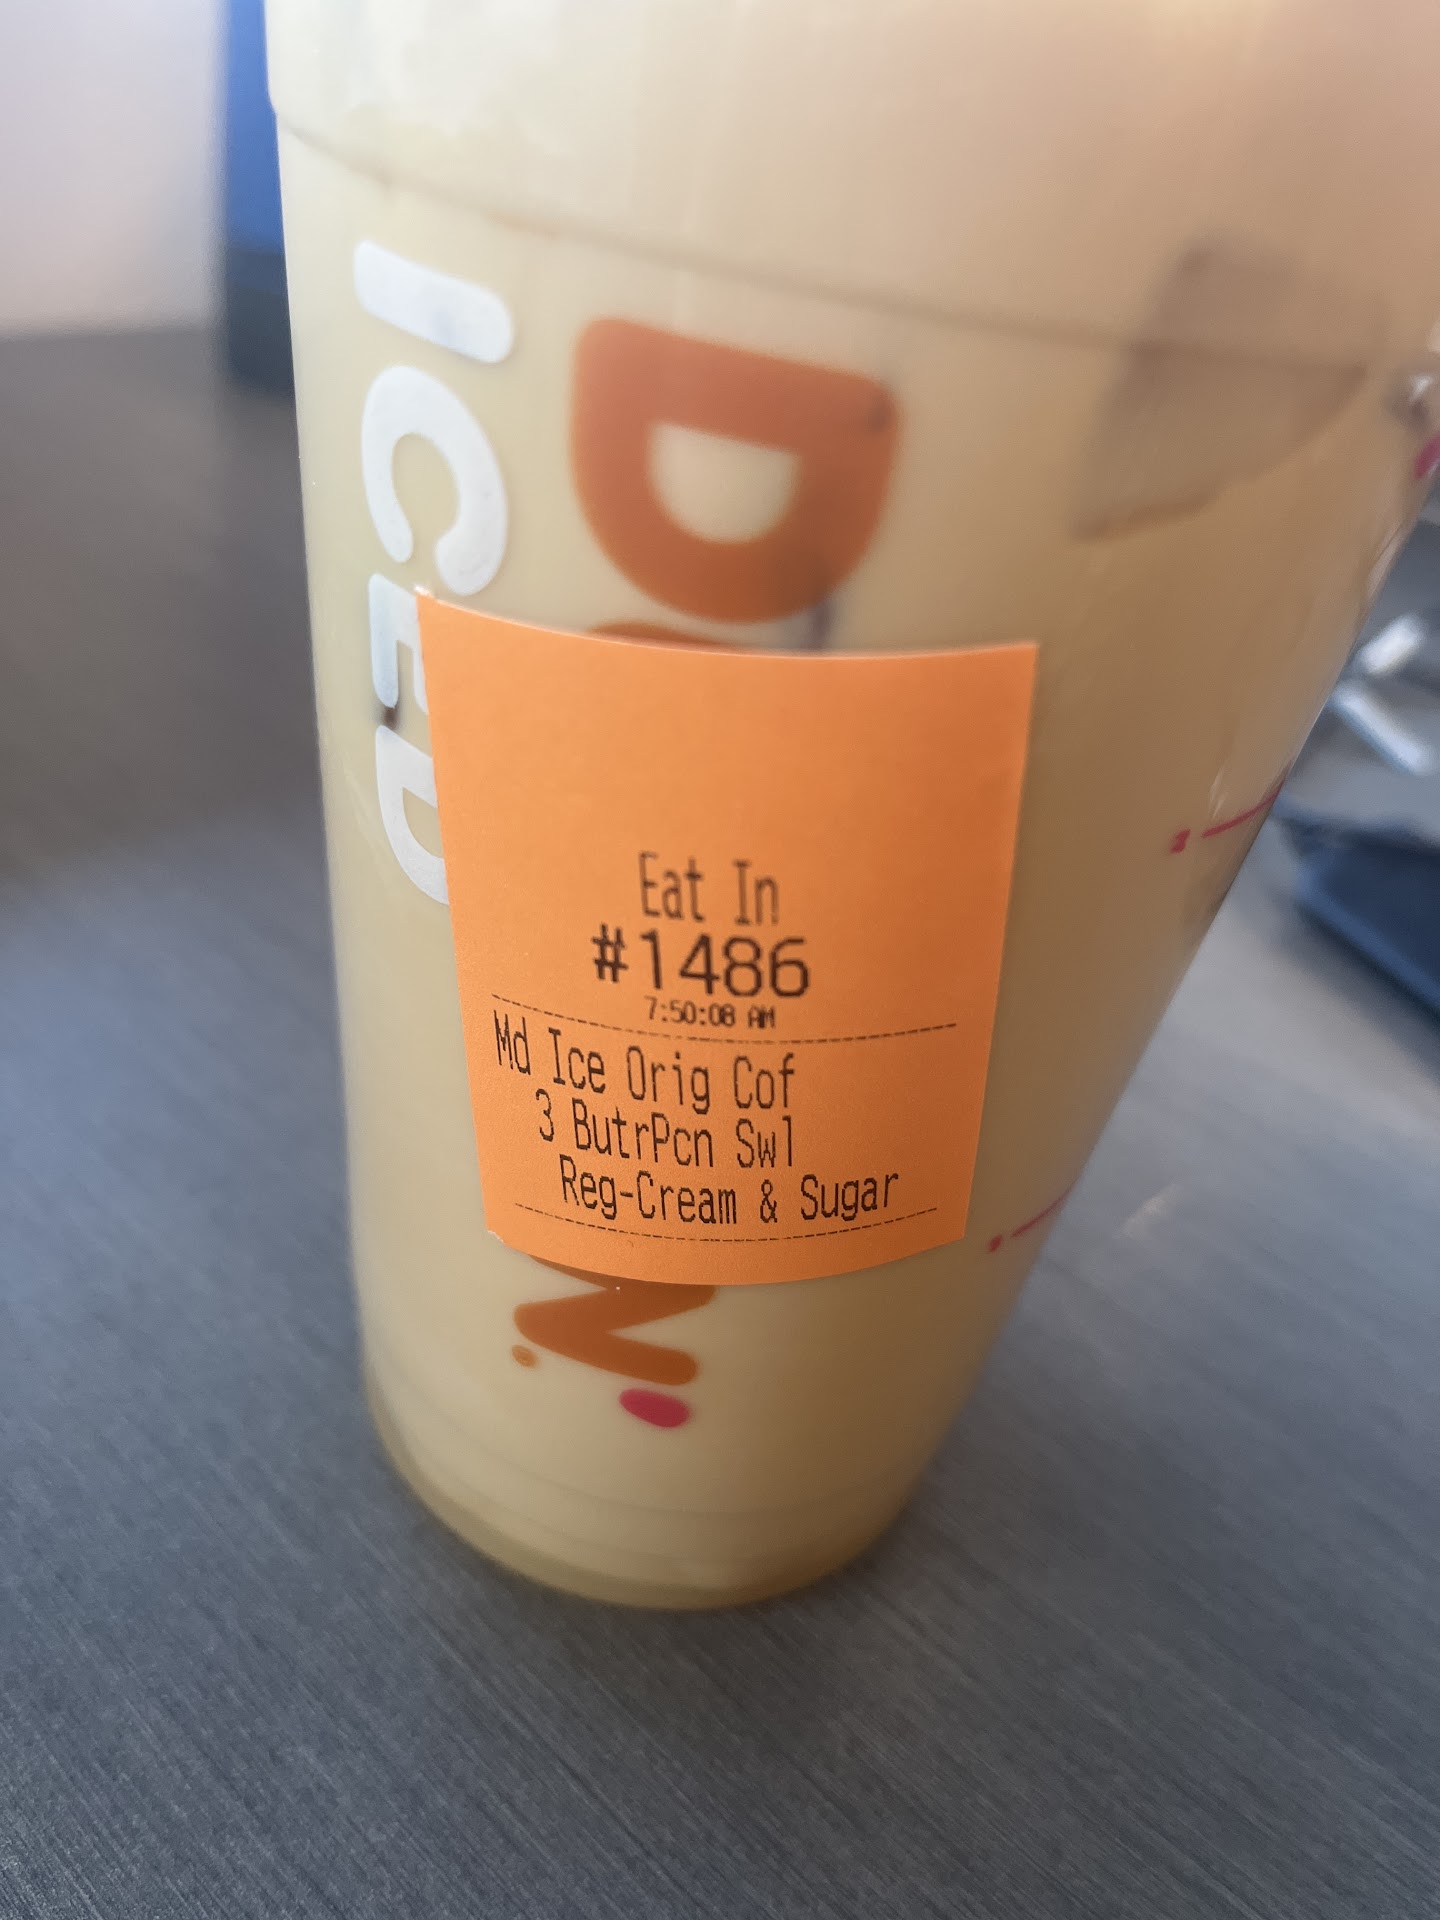 ICED
Eat In
#1486
7:50:08 AM
Md Ice Orig Cof
3 ButrPcn Swl
Reg-Cream & Sugar